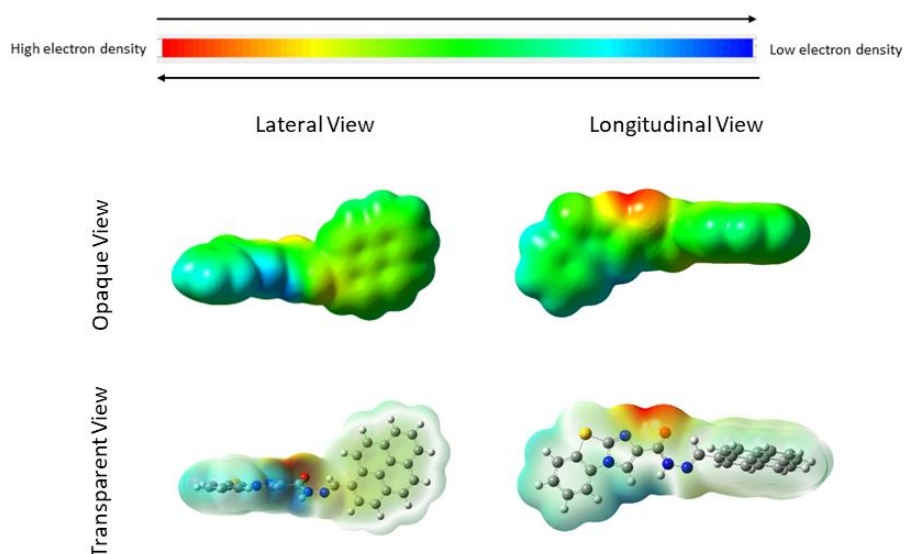 High electron density
Low electron density
Lateral View
Longitudinal View
Opaque View
Transparent View